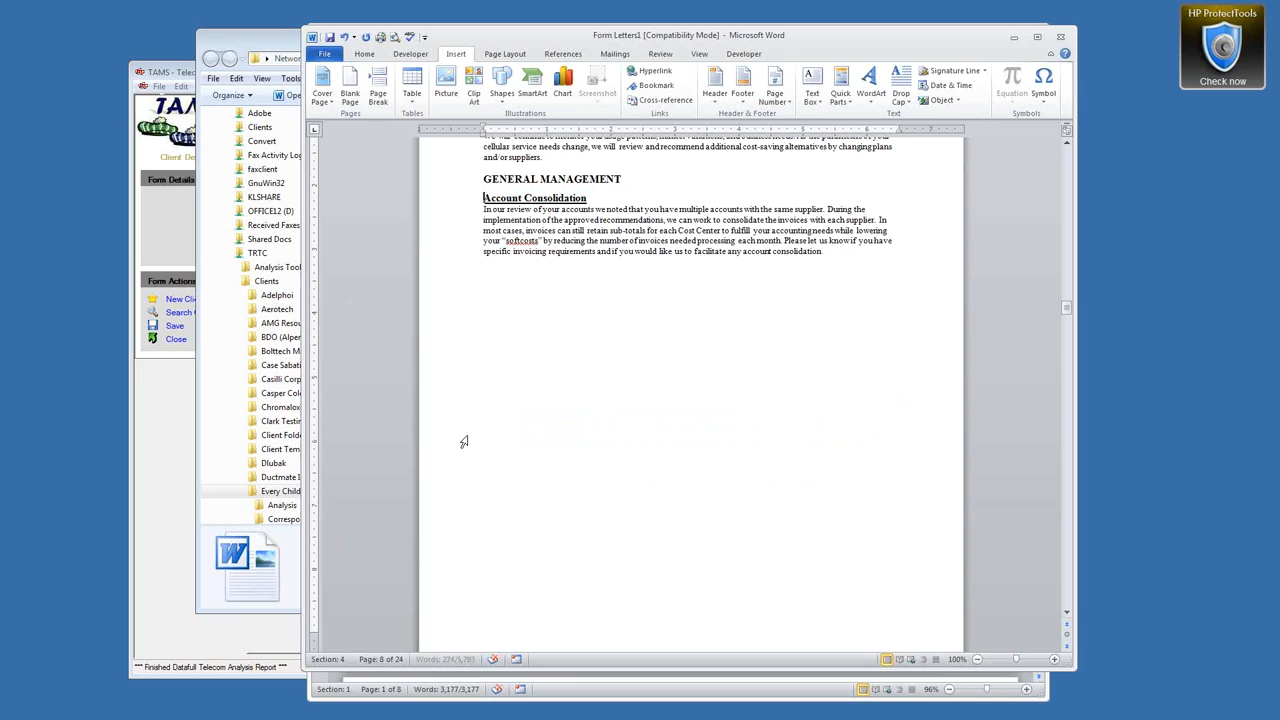 HP ProtectTools
Check now
Form Letters1 [Compatibility Mode] - Microsoft Word
File Home Developer Insert Page Layout References Mailings Review View Developer
Cover Page Blank Page Page Break Table Picture Clip Art Shapes SmartArt Chart Screenshot Hyperlink Bookmark Cross-reference Header Footer Page Number Text Box Quick Parts WordArt Drop Cap Signature Line Date & Time Object Equation Symbol
Pages Tables Illustrations Links Header & Footer Text Symbols
cellular service needs change, we will review and recommend additional cost-saving alternatives by changing plans
and/or suppliers.
GENERAL MANAGEMENT
Account Consolidation
In our review of your accounts we noted that you have multiple accounts with the same supplier. During the
implementation of the approved recommendations, we can work to consolidate the invoices with each supplier. In
most cases, invoices can still retain sub-totals for each Cost Center to fulfill your accounting needs while lowering
your "softcosts" by reducing the number of invoices needed processing each month. Please let us know if you have
specific invoicing requirements and if you would like us to facilitate any account consolidation.
Section: 4 Page: 8 of 24 Words: 274/5,793 100%
Section: 1 Page: 1 of 8 Words: 3,177/3,177 96%
Networ
File Edit View Tools
Organize
Adobe
Clients
Convert
Fax Activity Log
faxclient
GnuWin32
KLSHARE
OFFICE12 (D)
Received Faxes
Shared Docs
TRTC
Analysis Tool
Clients
Adelphoi
Aerotech
AMG Resou
BDO (Alper
Bolttech M
Case Sabati
Casilli Corp
Casper Colo
Chromalox
Clark Testin
Client Folde
Client Tem
Dlubak
Ductmate I
Every Child
Analysis
Correspo
TAMS - Telec
File Edit
TAM
Client De
Form Details
Form Actions
New Clie
Search
Save
Close
*** Finished Datafull Telecom Analysis Report ***